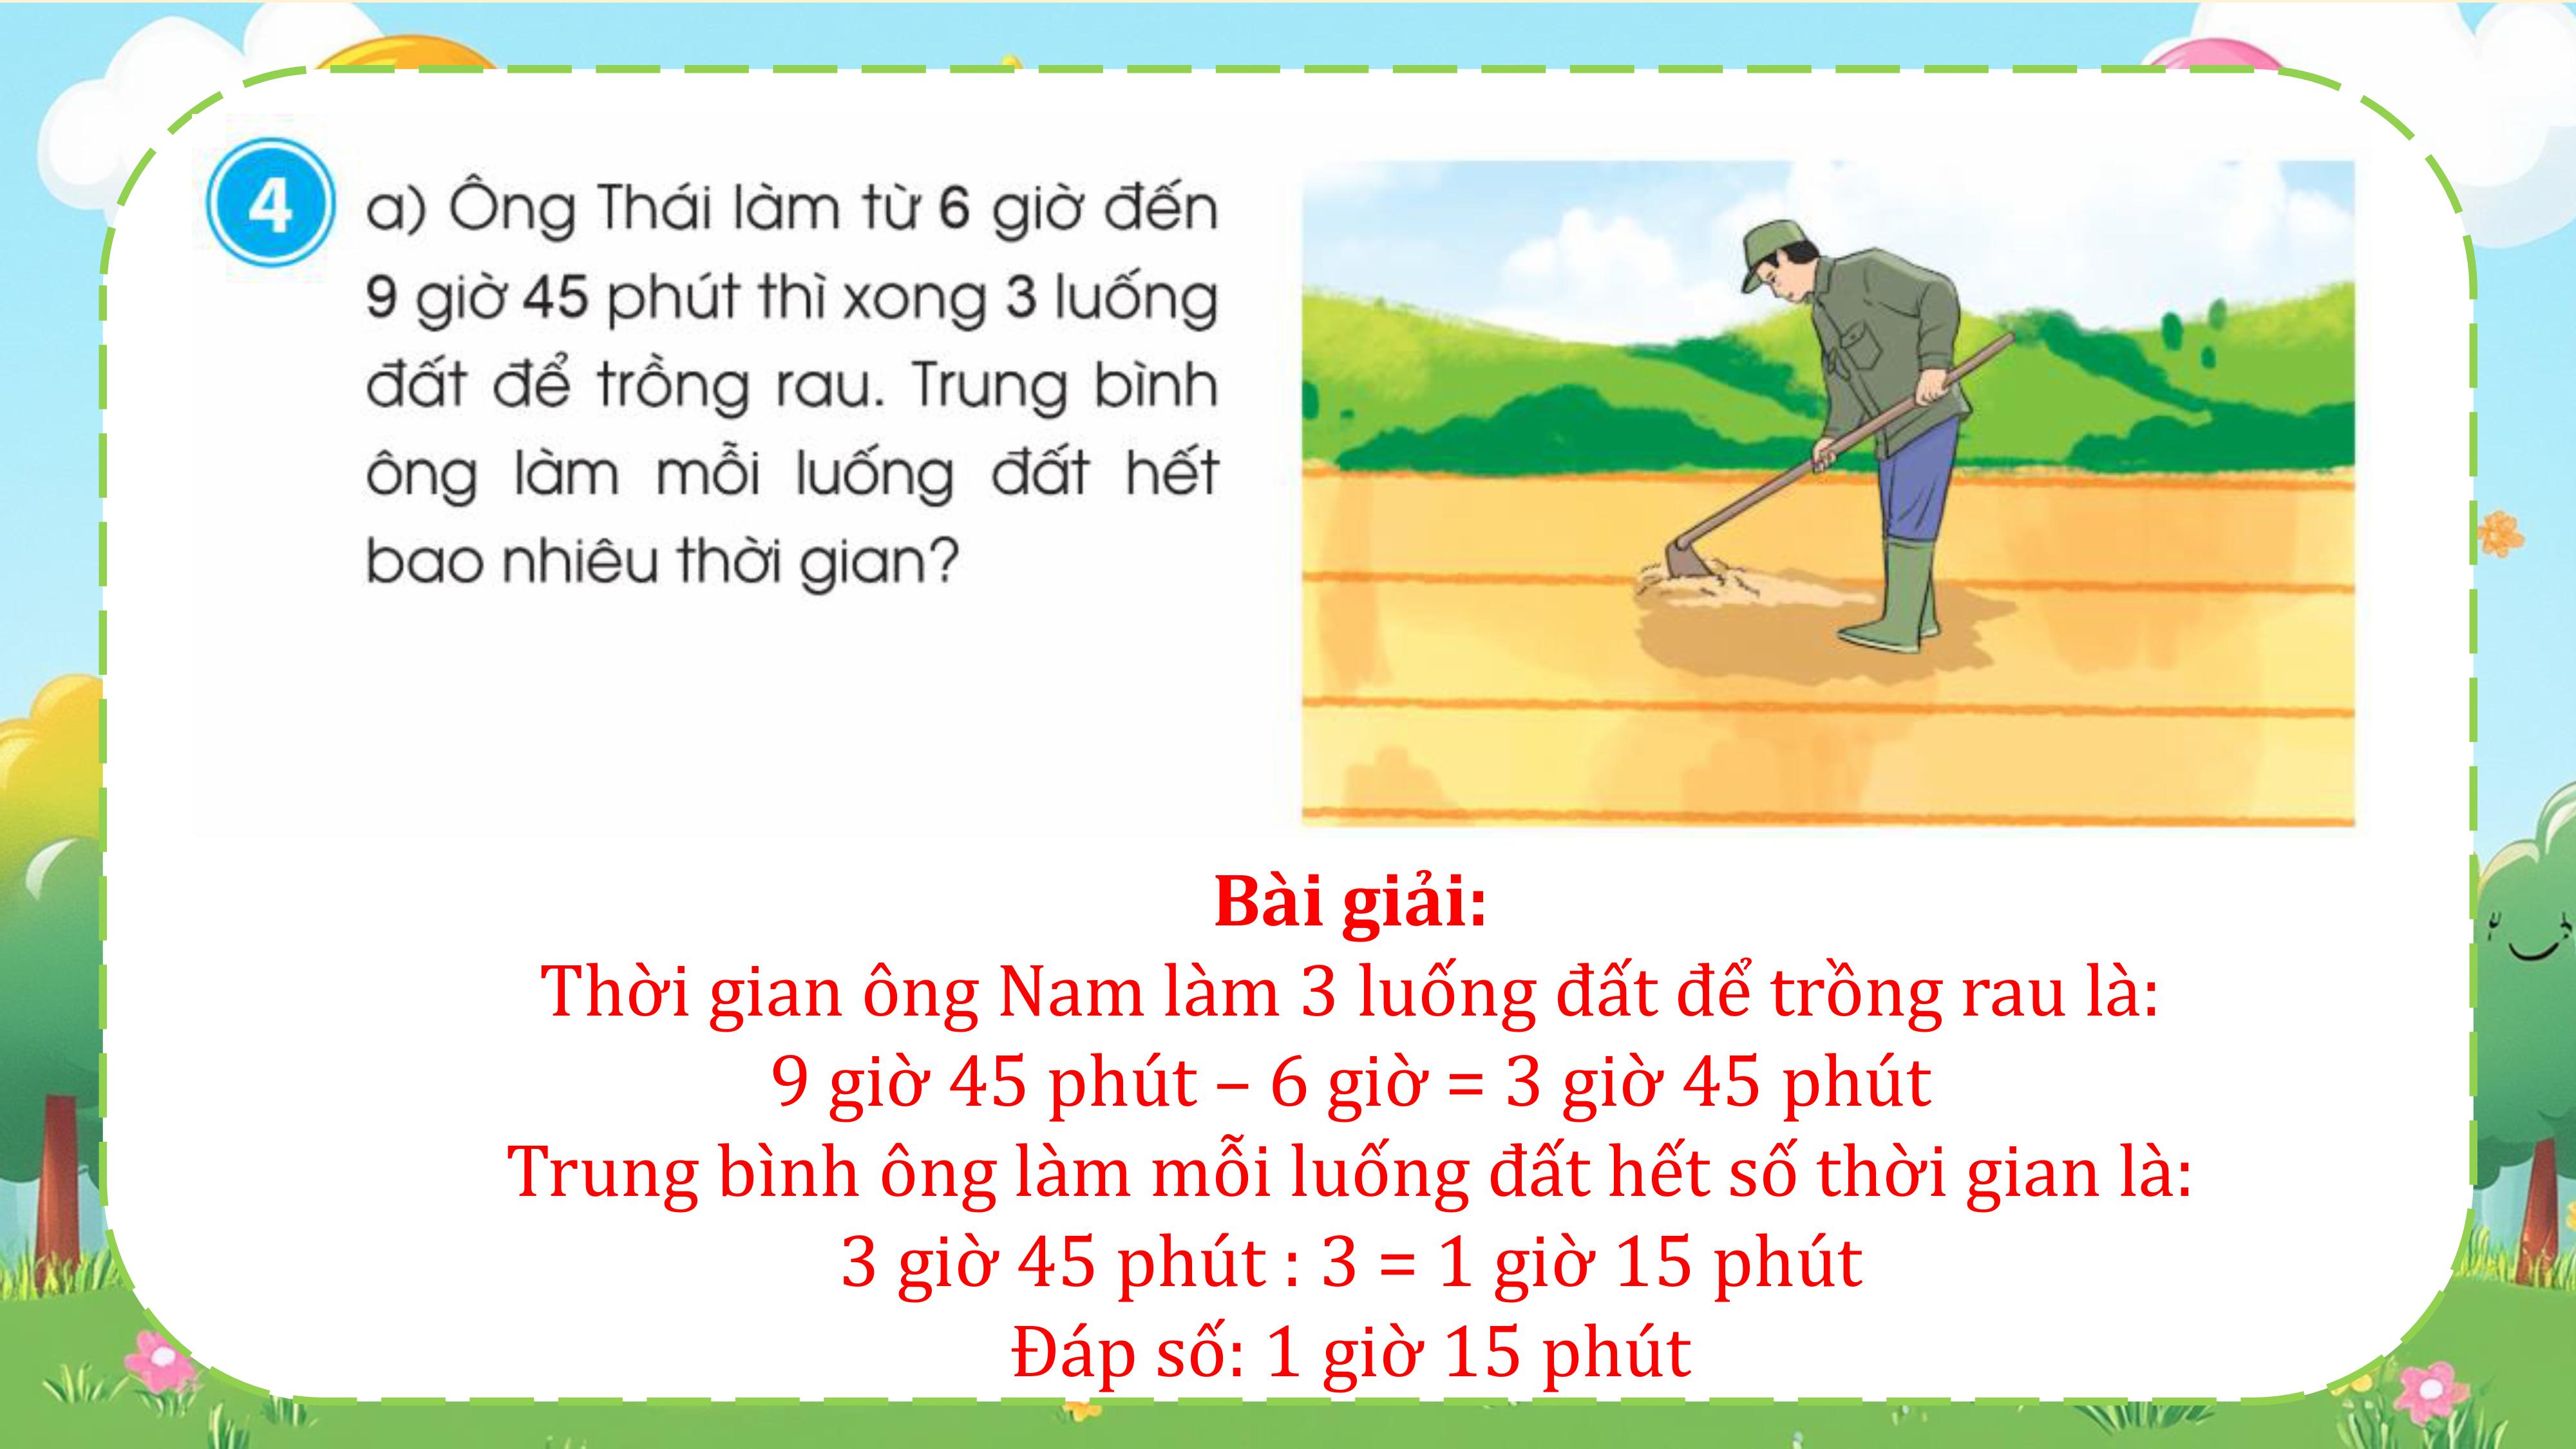 4
a) Ông Thái làm từ 6 giờ đến
9 giờ 45 phút thì xong 3 luống
đất để trồng rau. Trung bình
ông làm mỗi luống đất hết
bao nhiêu thời gian?
Bài giải:
Thời gian ông Nam làm 3 luống đất để trồng rau là:
9 giờ 45 phút – 6 giờ = 3 giờ 45 phút
Trung bình ông làm mỗi luống đất hết số thời gian là:
3 giờ 45 phút : 3 = 1 giờ 15 phút
Đáp số: 1 giờ 15 phút